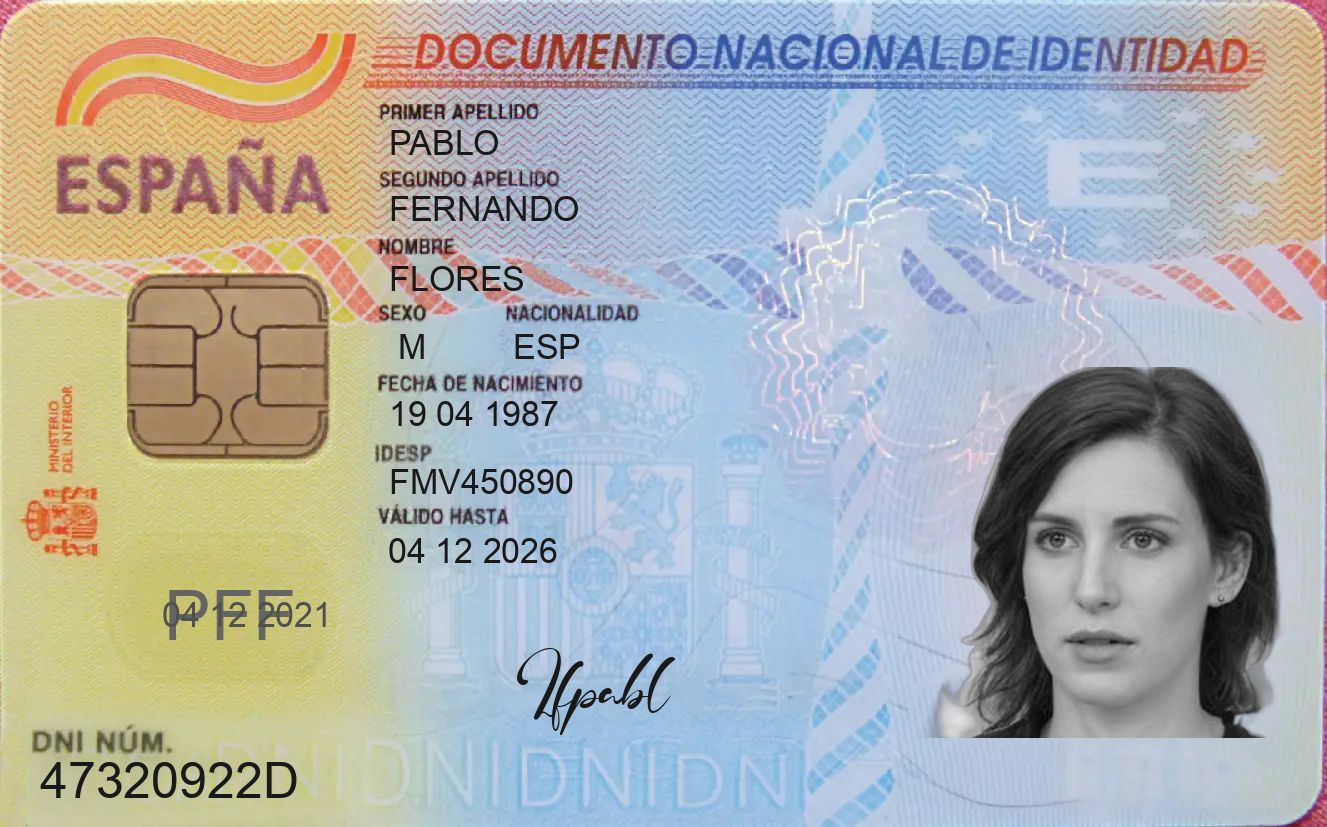 DOCUMENTO NACIONAL DE IDENTIDAD
ESPAÑA
E
PRIMER APELLIDO
PABLO
SEGUNDO APELLIDO
FERNANDO
NOMBRE
FLORES
SEXO NACIONALIDAD
M ESP
FECHA DE NACIMIENTO
19 04 1987
IDESP
FMV450890
VÁLIDO HASTA
04 12 2026
MINISTERIO
DEL INTERIOR
PFF
04 12 2021
DNI NÚM.
47320922D
DNIDNIDNIDNI